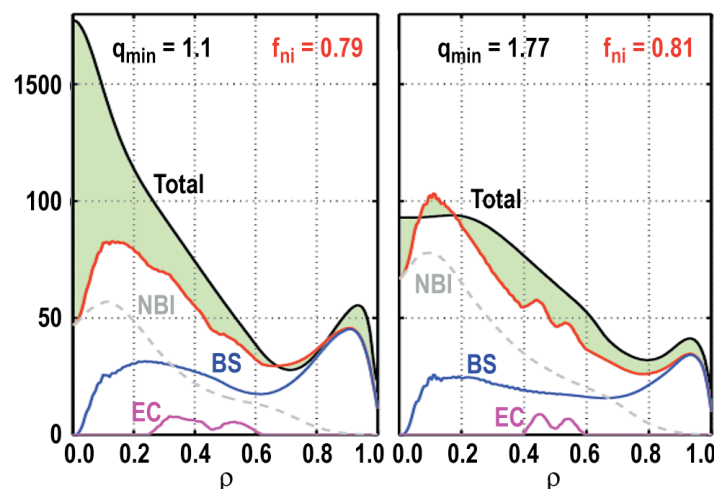 q_min = 1.1
f_ni = 0.79
q_min = 1.77
f_ni = 0.81
1500
100
50
0
Total
NBI
BS
EC
Total
NBI
BS
EC
0.0 0.2 0.4 0.6 0.8 1.0
0.0 0.2 0.4 0.6 0.8 1.0
ρ
ρ